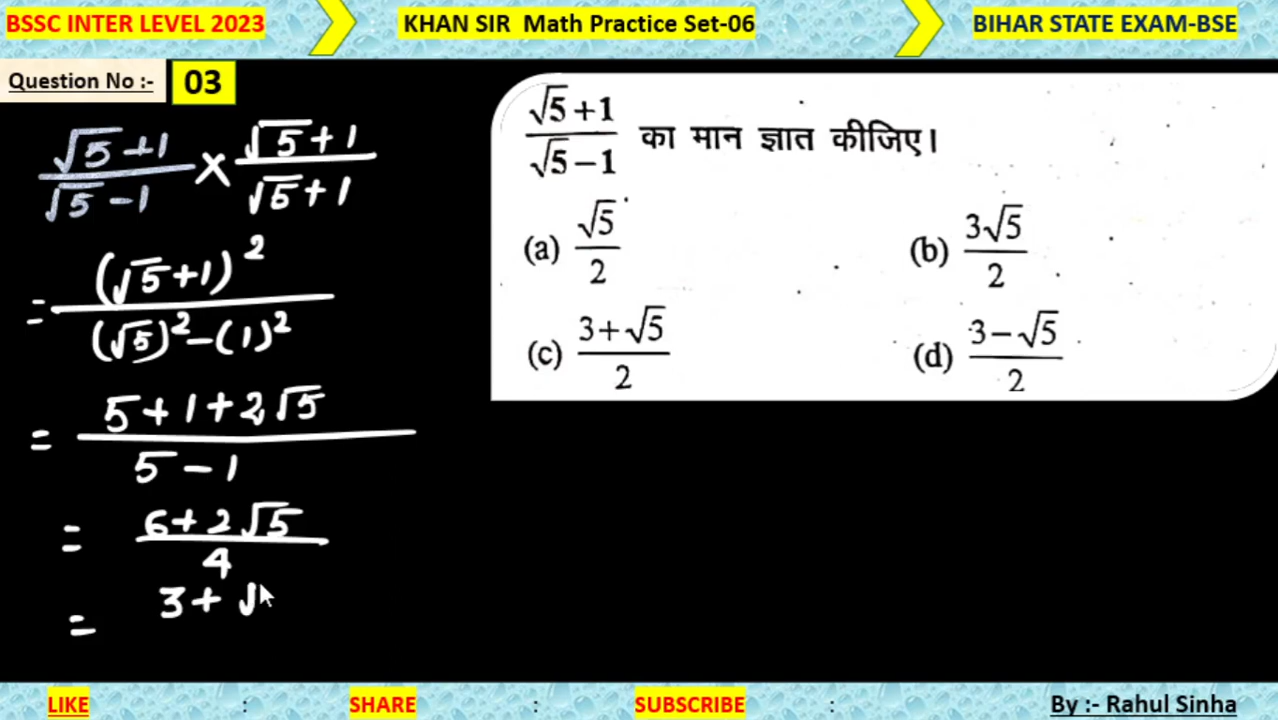 BSSC INTER LEVEL 2023 KHAN SIR Math Practice Set-06 BIHAR STATE EXAM-BSE
Question No :- 03
(√5+1)/(√5−1) × (√5+1)/(√5+1)
= (√5+1)²/((√5)²−(1)²)
= (5+1+2√5)/(5−1)
= (6+2√5)/4
= 3+√
(√5+1)/(√5−1) का मान ज्ञात कीजिए।
(a) √5/2 (b) 3√5/2
(c) (3+√5)/2 (d) (3−√5)/2
LIKE : SHARE : SUBSCRIBE : By :- Rahul Sinha